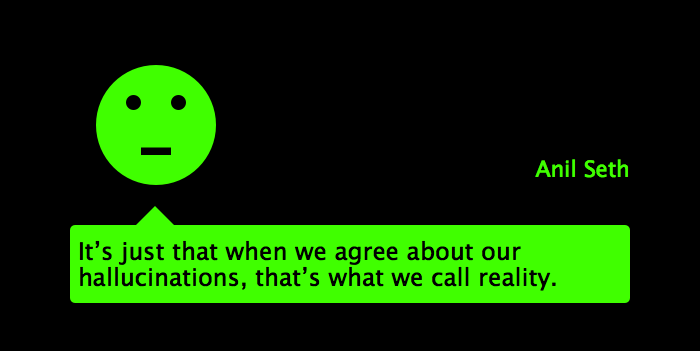 Anil Seth
It’s just that when we agree about our
hallucinations, that’s what we call reality.